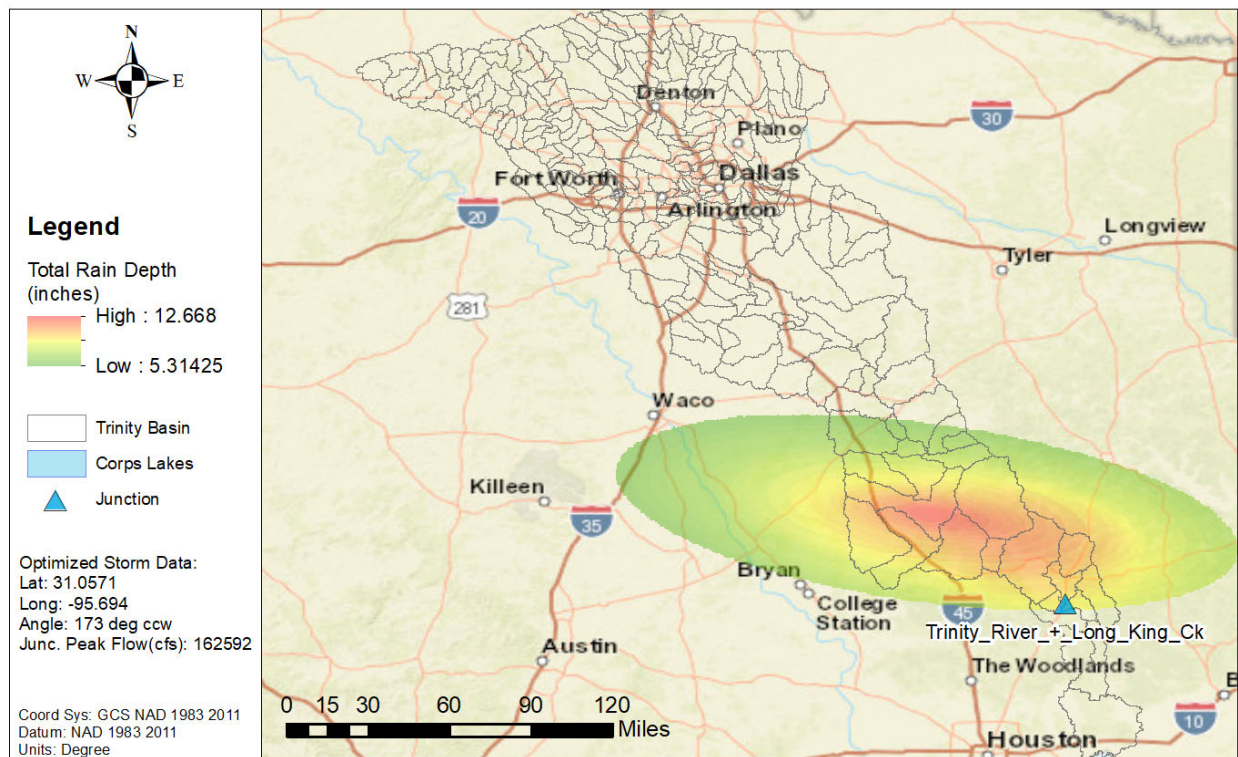 N
W E
S
Legend
Total Rain Depth
(inches)
High : 12.668
Low : 5.31425
Trinity Basin
Corps Lakes
Junction
Optimized Storm Data:
Lat: 31.0571
Long: -95.694
Angle: 173 deg ccw
Junc. Peak Flow(cfs): 162592
Coord Sys: GCS NAD 1983 2011
Datum: NAD 1983 2011
Units: Degree
Denton
30
Plano
Fort Worth
Dallas
20
Arlington
Longview
Tyler
281
Waco
Killeen
35
Bryan
College
Station
45
Trinity_River_+_Long_King_Ck
Austin
The Woodlands
B
10
Houston
0 15 30 60 90 120
Miles